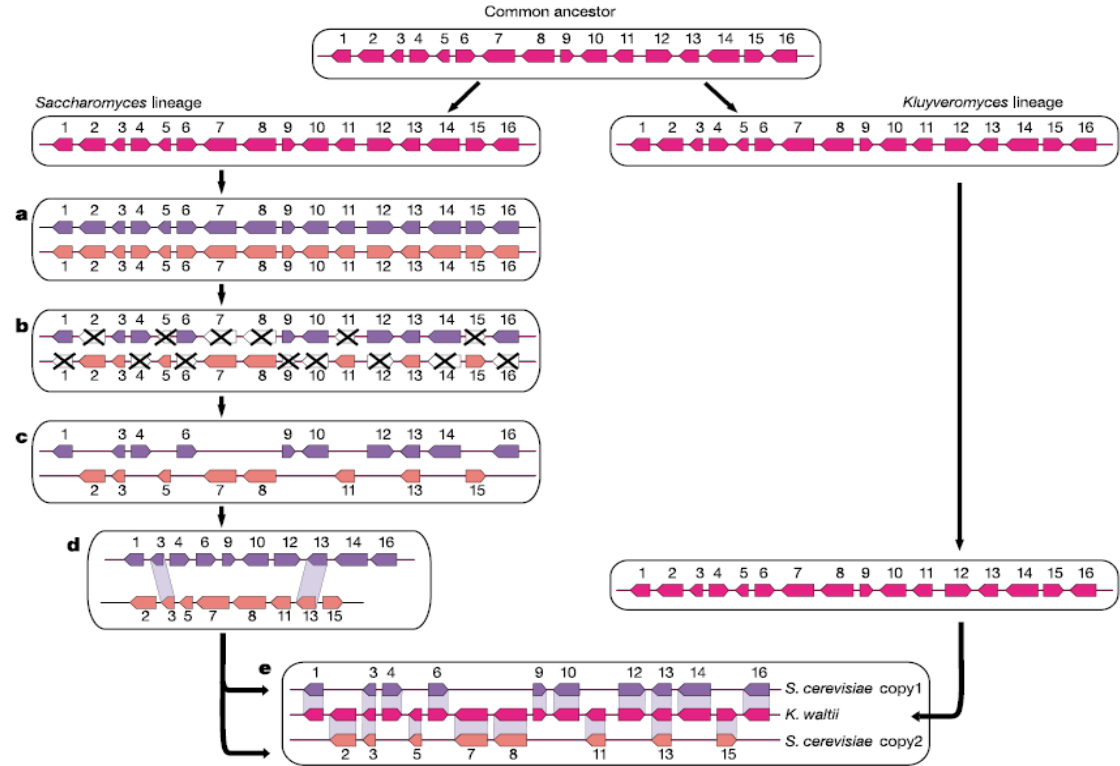 Common ancestor
1 2 3 4 5 6 7 8 9 10 11 12 13 14 15 16
Saccharomyces lineage
Kluyveromyces lineage
1 2 3 4 5 6 7 8 9 10 11 12 13 14 15 16
1 2 3 4 5 6 7 8 9 10 11 12 13 14 15 16
a
1 2 3 4 5 6 7 8 9 10 11 12 13 14 15 16
1 2 3 4 5 6 7 8 9 10 11 12 13 14 15 16
b
1 2 3 4 5 6 7 8 9 10 11 12 13 14 15 16
1 2 3 4 5 6 7 8 9 10 11 12 13 14 15 16
c
1 3 4 6 9 10 12 13 14 16
2 3 5 7 8 11 13 15
d
1 3 4 6 9 10 12 13 14 16
2 3 5 7 8 11 13 15
1 2 3 4 5 6 7 8 9 10 11 12 13 14 15 16
e
1 3 4 6 9 10 12 13 14 16
S. cerevisiae copy1
K. waltii
S. cerevisiae copy2
2 3 5 7 8 11 13 15